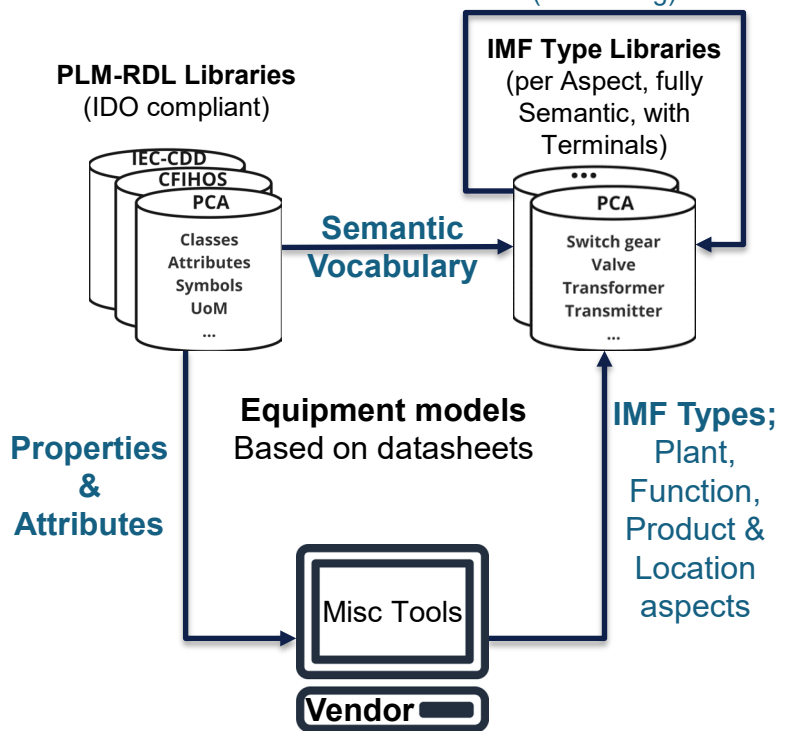 IMF Type Libraries
(per Aspect, fully
Semantic, with
Terminals)
PLM-RDL Libraries
(IDO compliant)
IEC-CDD
CFIHOS
PCA
Classes
Attributes
Symbols
UoM
...
Semantic
Vocabulary
...
PCA
Switch gear
Valve
Transformer
Transmitter
...
Equipment models
Based on datasheets
Properties
&
Attributes
IMF Types;
Plant,
Function,
Product &
Location
aspects
Misc Tools
Vendor